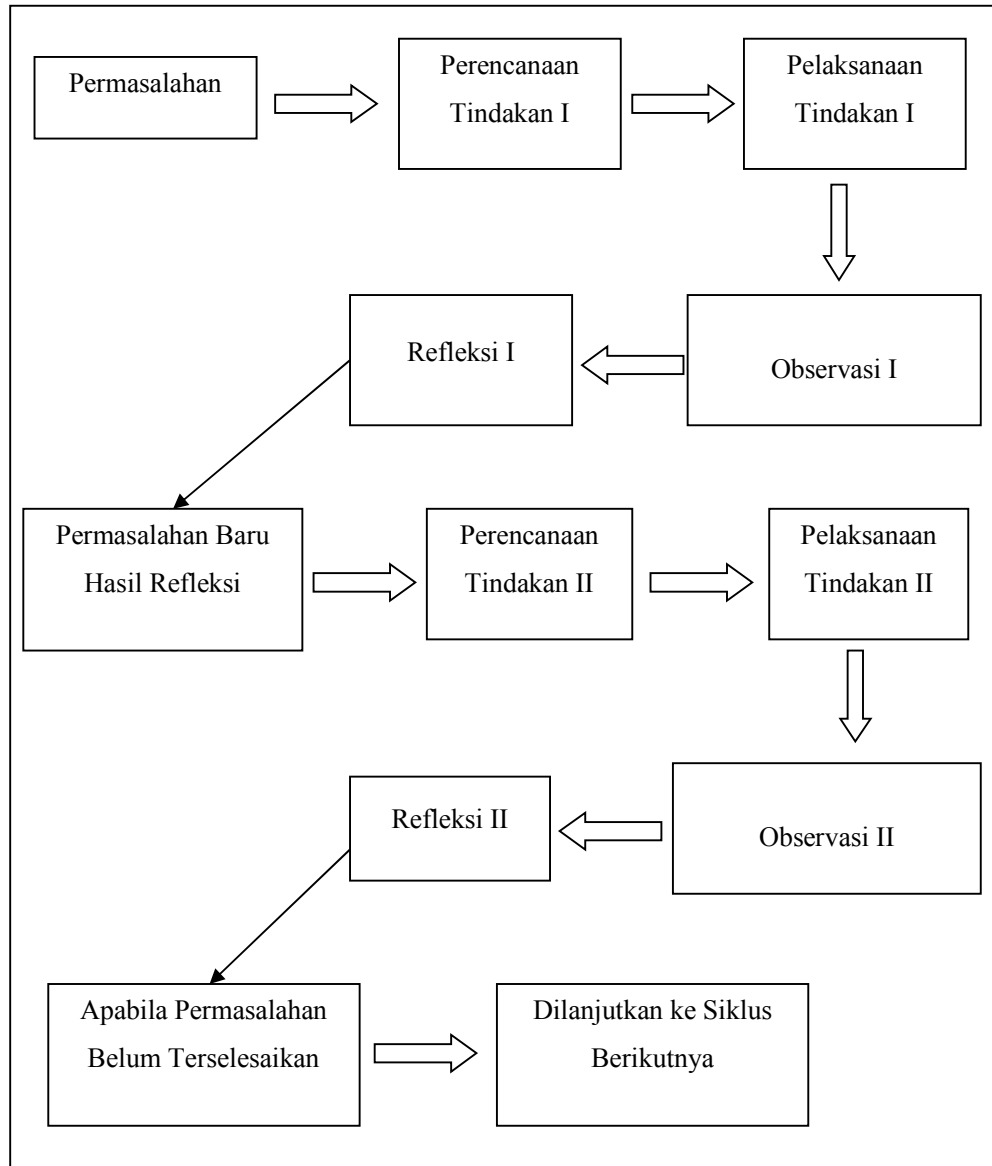 Permasalahan
Perencanaan
Tindakan I
Pelaksanaan
Tindakan I
Observasi I
Refleksi I
Permasalahan Baru
Hasil Refleksi
Perencanaan
Tindakan II
Pelaksanaan
Tindakan II
Observasi II
Refleksi II
Apabila Permasalahan
Belum Terselesaikan
Dilanjutkan ke Siklus
Berikutnya